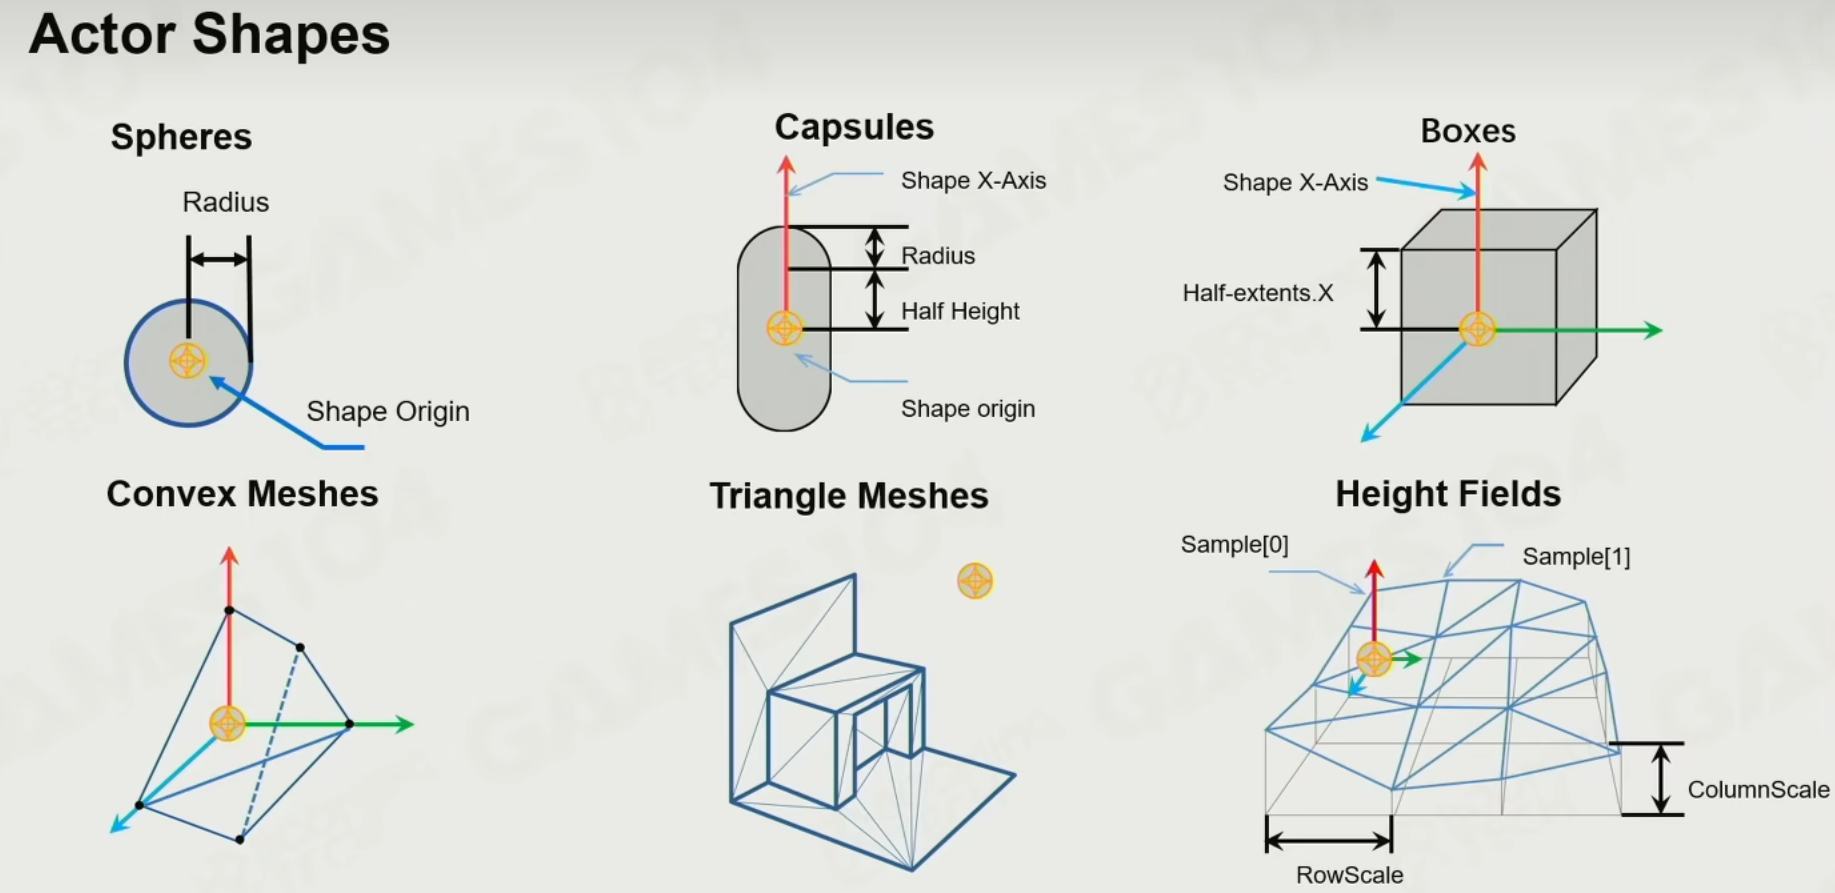 Actor Shapes
Spheres
Radius
Shape Origin
Capsules
Shape X-Axis
Radius
Half Height
Shape origin
Boxes
Shape X-Axis
Half-extents.X
Convex Meshes
Triangle Meshes
Height Fields
Sample[0]
Sample[1]
ColumnScale
RowScale
GAMES104